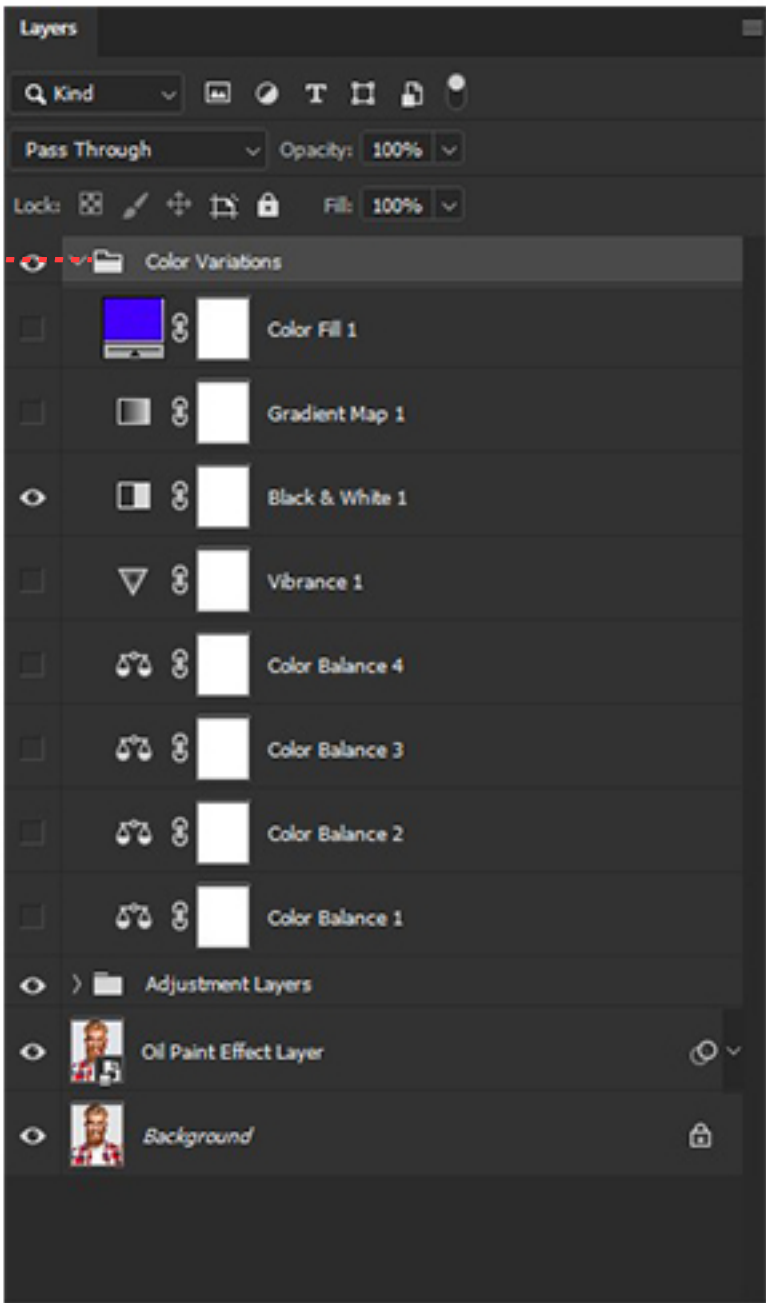 Layers
Kind
Pass Through Opacity: 100%
Lock: Fill: 100%
Color Variations
Color Fill 1
Gradient Map 1
Black & White 1
Vibrance 1
Color Balance 4
Color Balance 3
Color Balance 2
Color Balance 1
Adjustment Layers
Oil Paint Effect Layer
Background